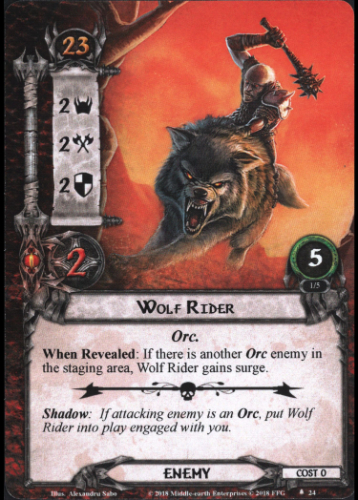 23
2
2
2
2
5
1/5
WOLF RIDER
Orc.
When Revealed: If there is another Orc enemy in
the staging area, Wolf Rider gains surge.
Shadow: If attacking enemy is an Orc, put Wolf
Rider into play engaged with you.
ENEMY
COST 0
Illus. Alexandru Sabo
© 2018 Middle-earth Enterprises © 2018 FFG
24